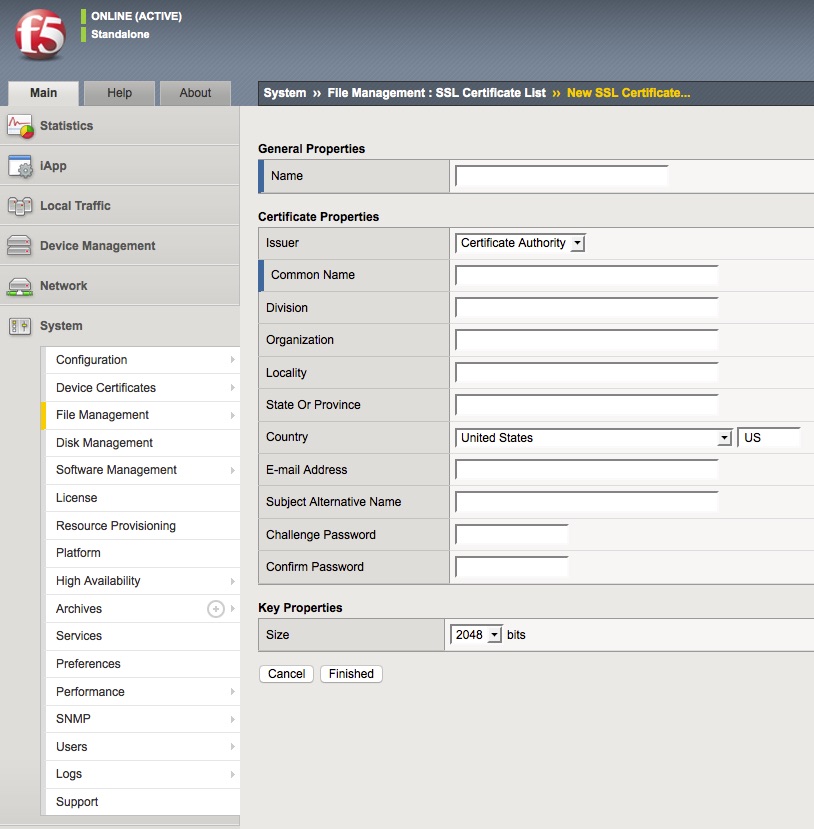 f5
ONLINE (ACTIVE)
Standalone
Main
Help
About
System » File Management : SSL Certificate List » New SSL Certificate...
Statistics
iApp
Local Traffic
Device Management
Network
System
Configuration
Device Certificates
File Management
Disk Management
Software Management
License
Resource Provisioning
Platform
High Availability
Archives
Services
Preferences
Performance
SNMP
Users
Logs
Support
General Properties
Name
Certificate Properties
Issuer Certificate Authority
Common Name
Division
Organization
Locality
State Or Province
Country United States US
E-mail Address
Subject Alternative Name
Challenge Password
Confirm Password
Key Properties
Size 2048 bits
Cancel Finished